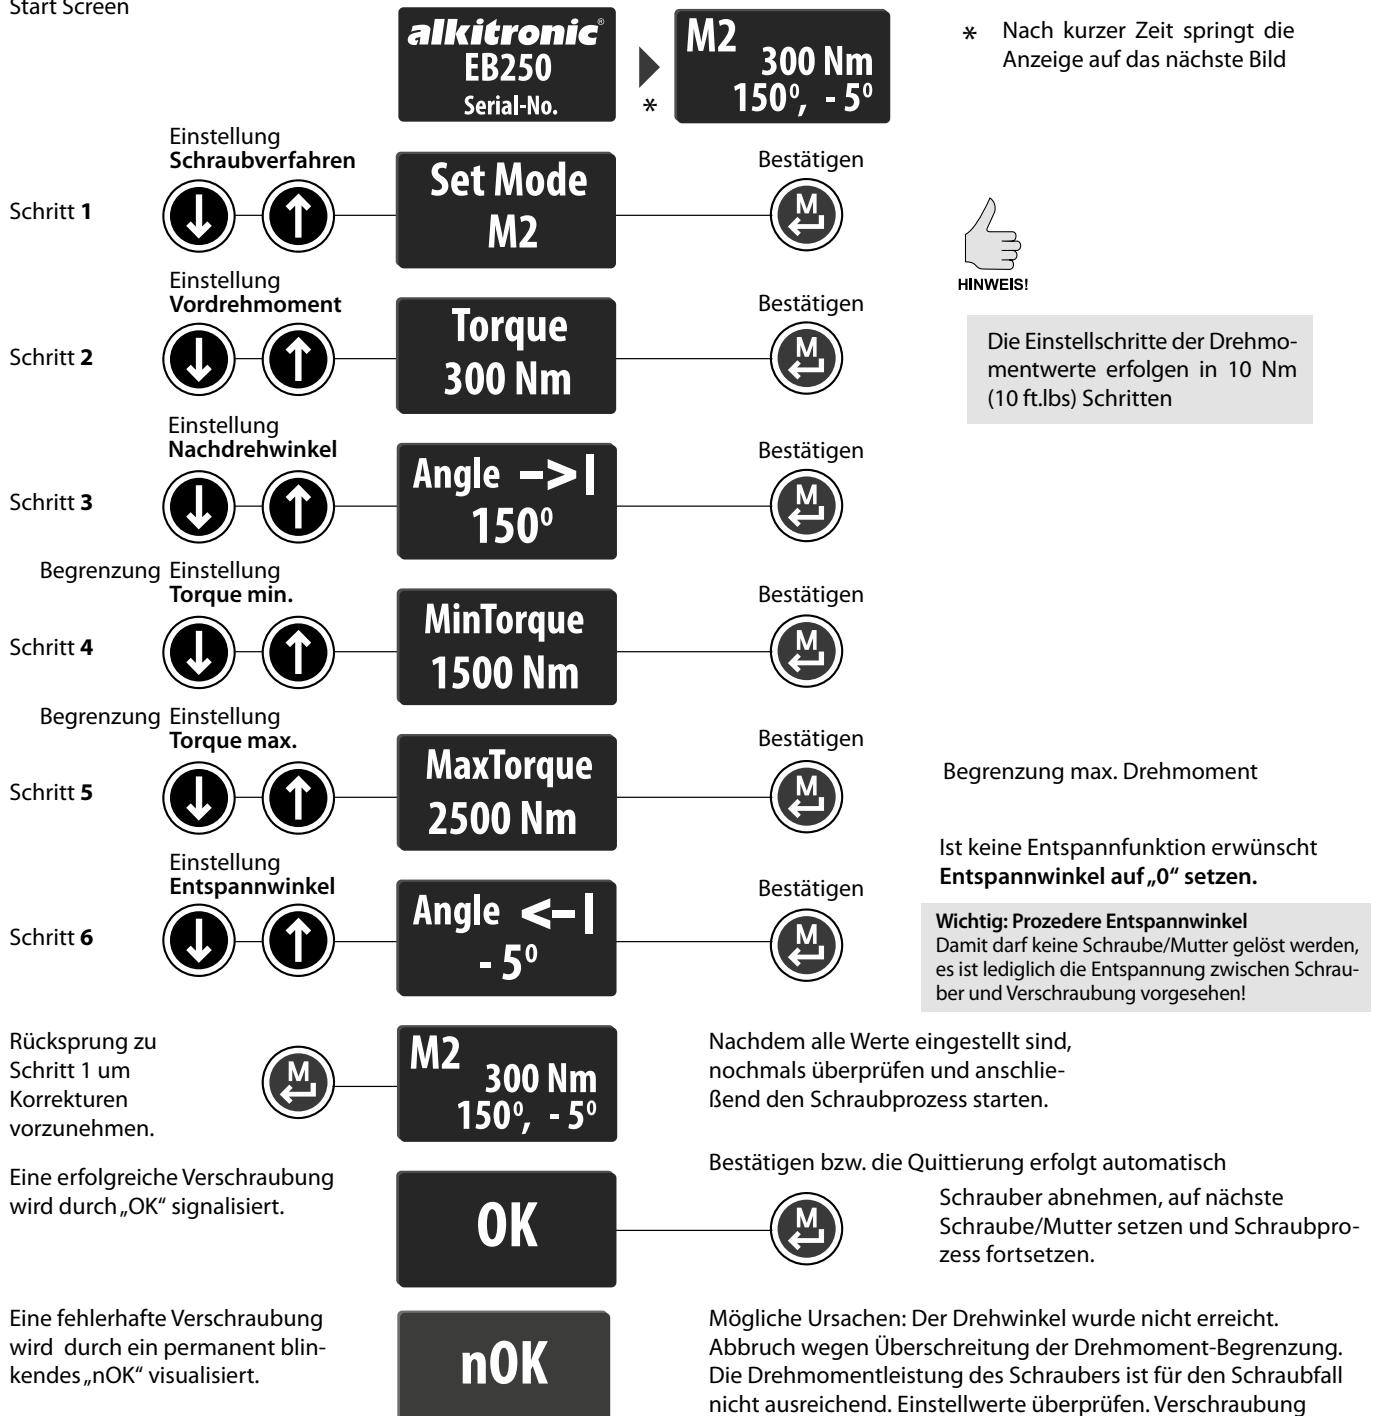 Start Screen
alkitronic®
EB250
Serial-No.
*
M2
300 Nm
150⁰, - 5⁰
* Nach kurzer Zeit springt die
Anzeige auf das nächste Bild
Einstellung
Schraubverfahren
Schritt 1
Set Mode
M2
Bestätigen
M
HINWEIS!
Einstellung
Vordrehmoment
Schritt 2
Torque
300 Nm
Bestätigen
M
Die Einstellschritte der Drehmo-
mentwerte erfolgen in 10 Nm
(10 ft.lbs) Schritten
Einstellung
Nachdrehwinkel
Schritt 3
Angle –>|
150⁰
Bestätigen
M
Begrenzung Einstellung
Torque min.
Schritt 4
MinTorque
1500 Nm
Bestätigen
M
Begrenzung Einstellung
Torque max.
Schritt 5
MaxTorque
2500 Nm
Bestätigen
M
Begrenzung max. Drehmoment
Einstellung
Entspannwinkel
Schritt 6
Angle <–|
- 5⁰
Bestätigen
M
Ist keine Entspannfunktion erwünscht
Entspannwinkel auf „0“ setzen.
Wichtig: Prozedere Entspannwinkel
Damit darf keine Schraube/Mutter gelöst werden,
es ist lediglich die Entspannung zwischen Schrau-
ber und Verschraubung vorgesehen!
Rücksprung zu
Schritt 1 um
Korrekturen
vorzunehmen.
M
M2
300 Nm
150⁰, - 5⁰
Nachdem alle Werte eingestellt sind,
nochmals überprüfen und anschlie-
ßend den Schraubprozess starten.
Eine erfolgreiche Verschraubung
wird durch „OK“ signalisiert.
OK
Bestätigen bzw. die Quittierung erfolgt automatisch
M
Schrauber abnehmen, auf nächste
Schraube/Mutter setzen und Schraubpro-
zess fortsetzen.
Eine fehlerhafte Verschraubung
wird durch ein permanent blin-
kendes „nOK“ visualisiert.
nOK
Mögliche Ursachen: Der Drehwinkel wurde nicht erreicht.
Abbruch wegen Überschreitung der Drehmoment-Begrenzung.
Die Drehmomentleistung des Schraubers ist für den Schraubfall
nicht ausreichend. Einstellwerte überprüfen. Verschraubung